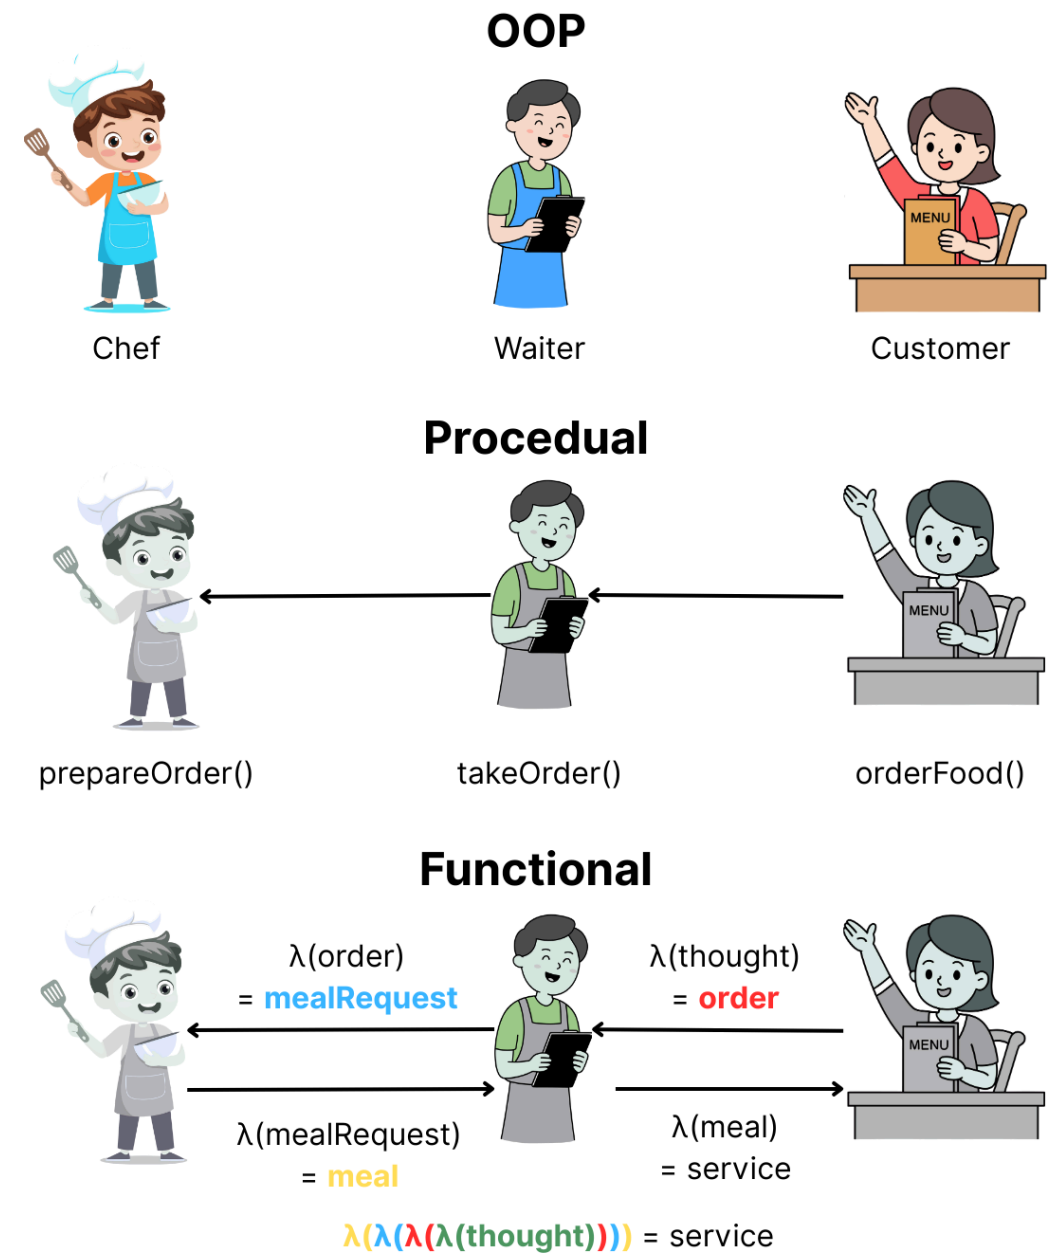 OOP
MENU
Chef
Waiter
Customer
Procedual
MENU
prepareOrder()
takeOrder()
orderFood()
Functional
λ(order)
= mealRequest
λ(thought)
= order
MENU
λ(mealRequest)
= meal
λ(meal)
= service
λ(λ(λ(λ(thought)))) = service